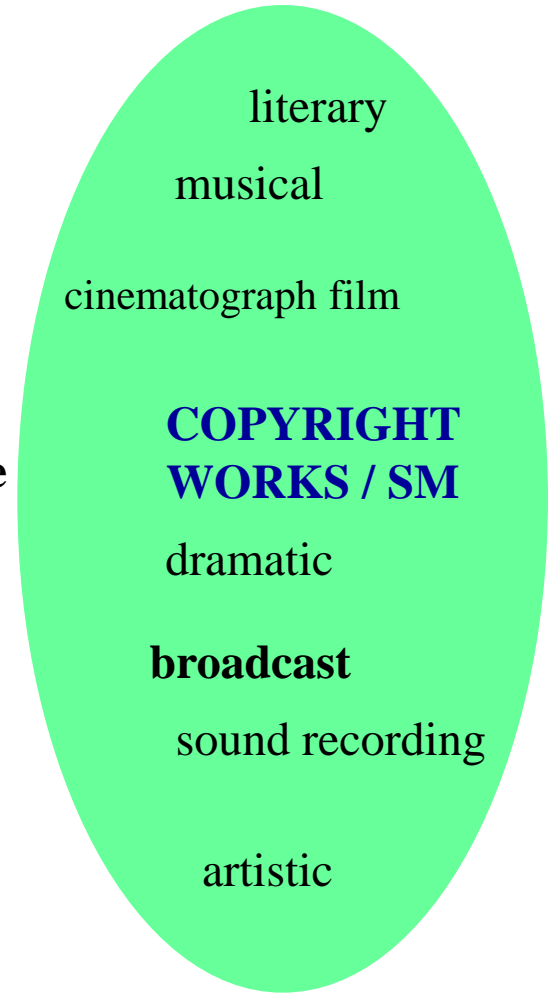 literary
musical
cinematograph film
COPYRIGHT
WORKS / SM
dramatic
broadcast
sound recording
artistic